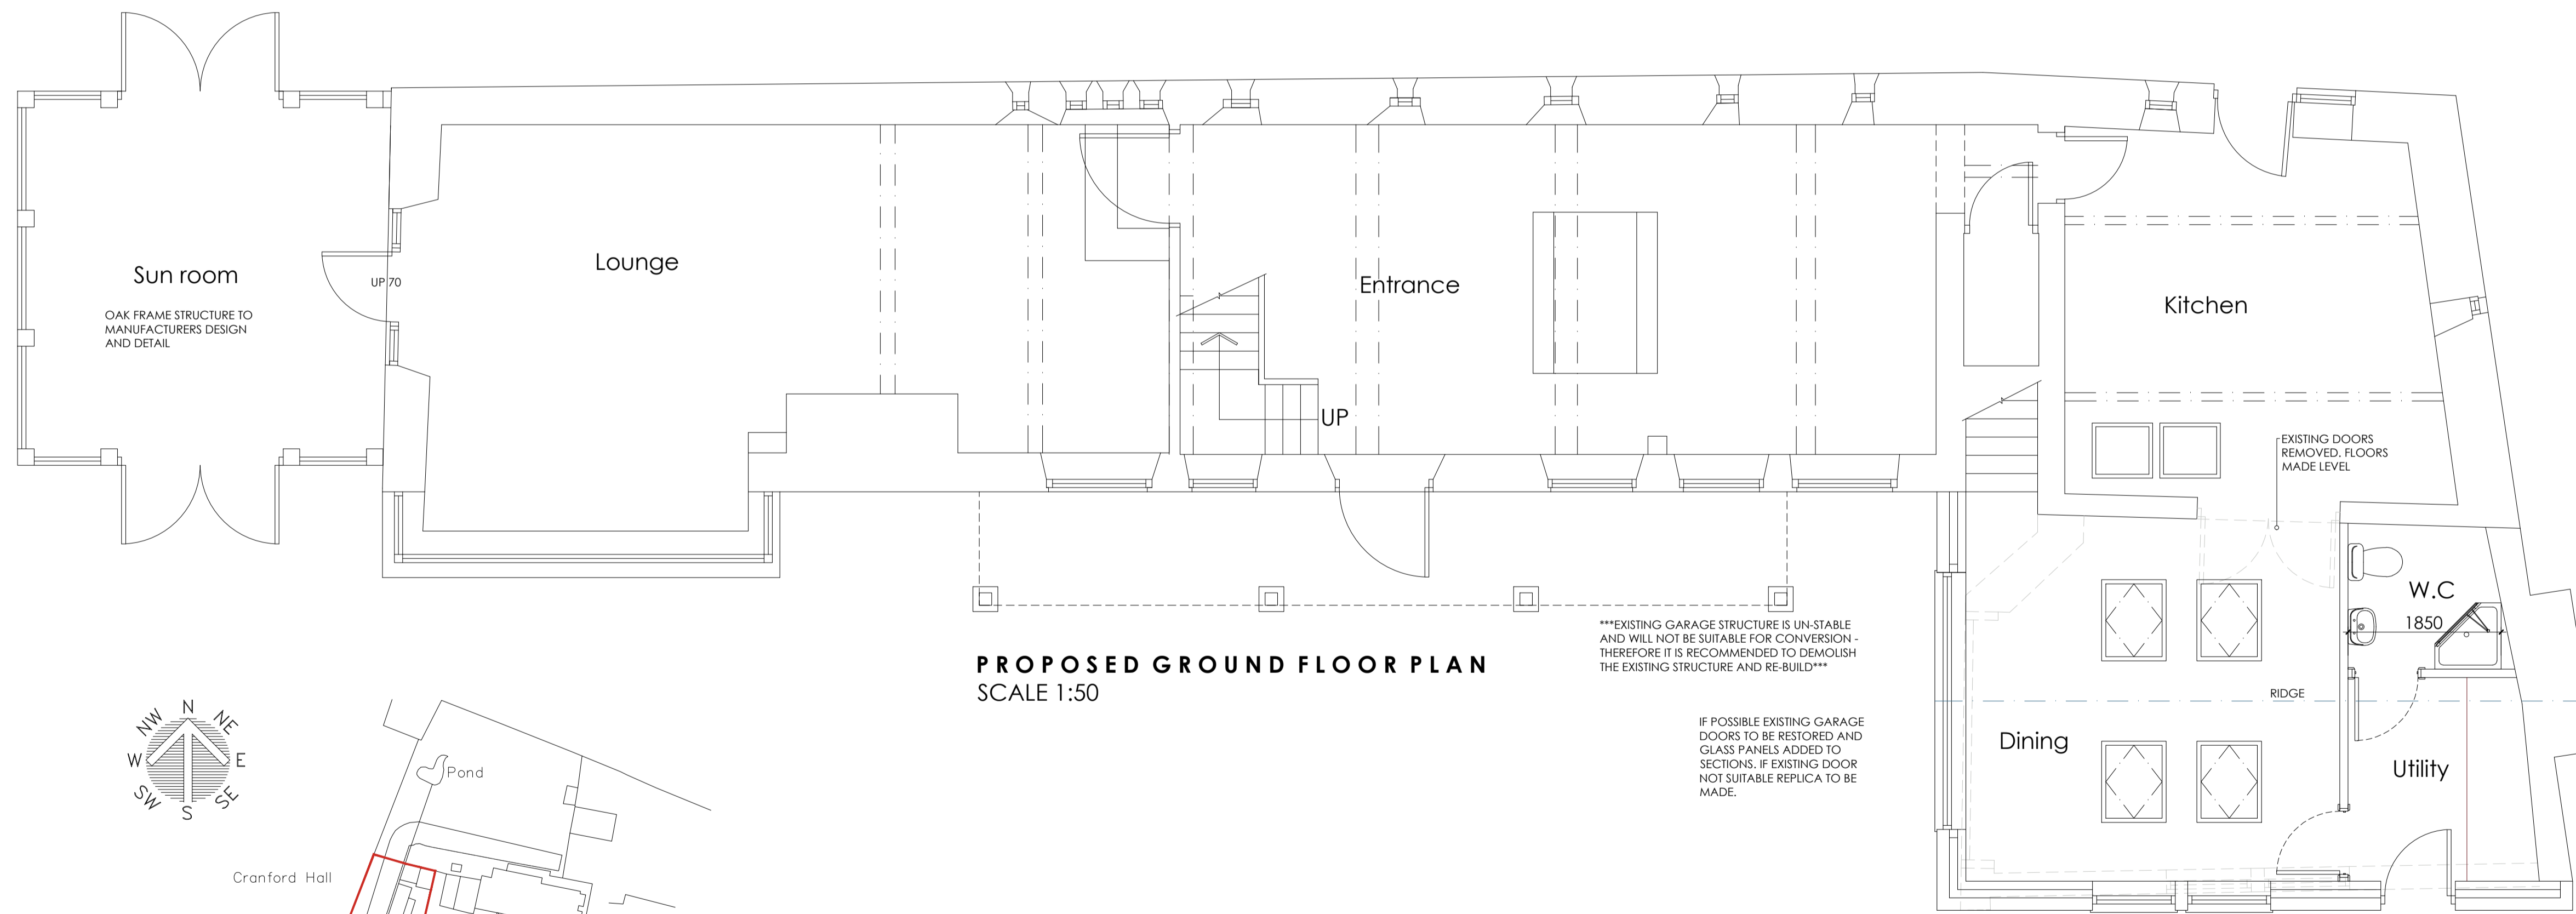 Sun room
OAK FRAME STRUCTURE TO
MANUFACTURERS DESIGN
AND DETAIL
UP 70
Lounge
Entrance
UP
Kitchen
EXISTING DOORS
REMOVED. FLOORS
MADE LEVEL
W.C
1850
RIDGE
Dining
Utility
PROPOSED GROUND FLOOR PLAN
SCALE 1:50
***EXISTING GARAGE STRUCTURE IS UN-STABLE
AND WILL NOT BE SUITABLE FOR CONVERSION -
THEREFORE IT IS RECOMMENDED TO DEMOLISH
THE EXISTING STRUCTURE AND RE-BUILD***
IF POSSIBLE EXISTING GARAGE
DOORS TO BE RESTORED AND
GLASS PANELS ADDED TO
SECTIONS. IF EXISTING DOOR
NOT SUITABLE REPLICA TO BE
MADE.
N
NW NE
W E
SW SE
S
Pond
Cranford Hall